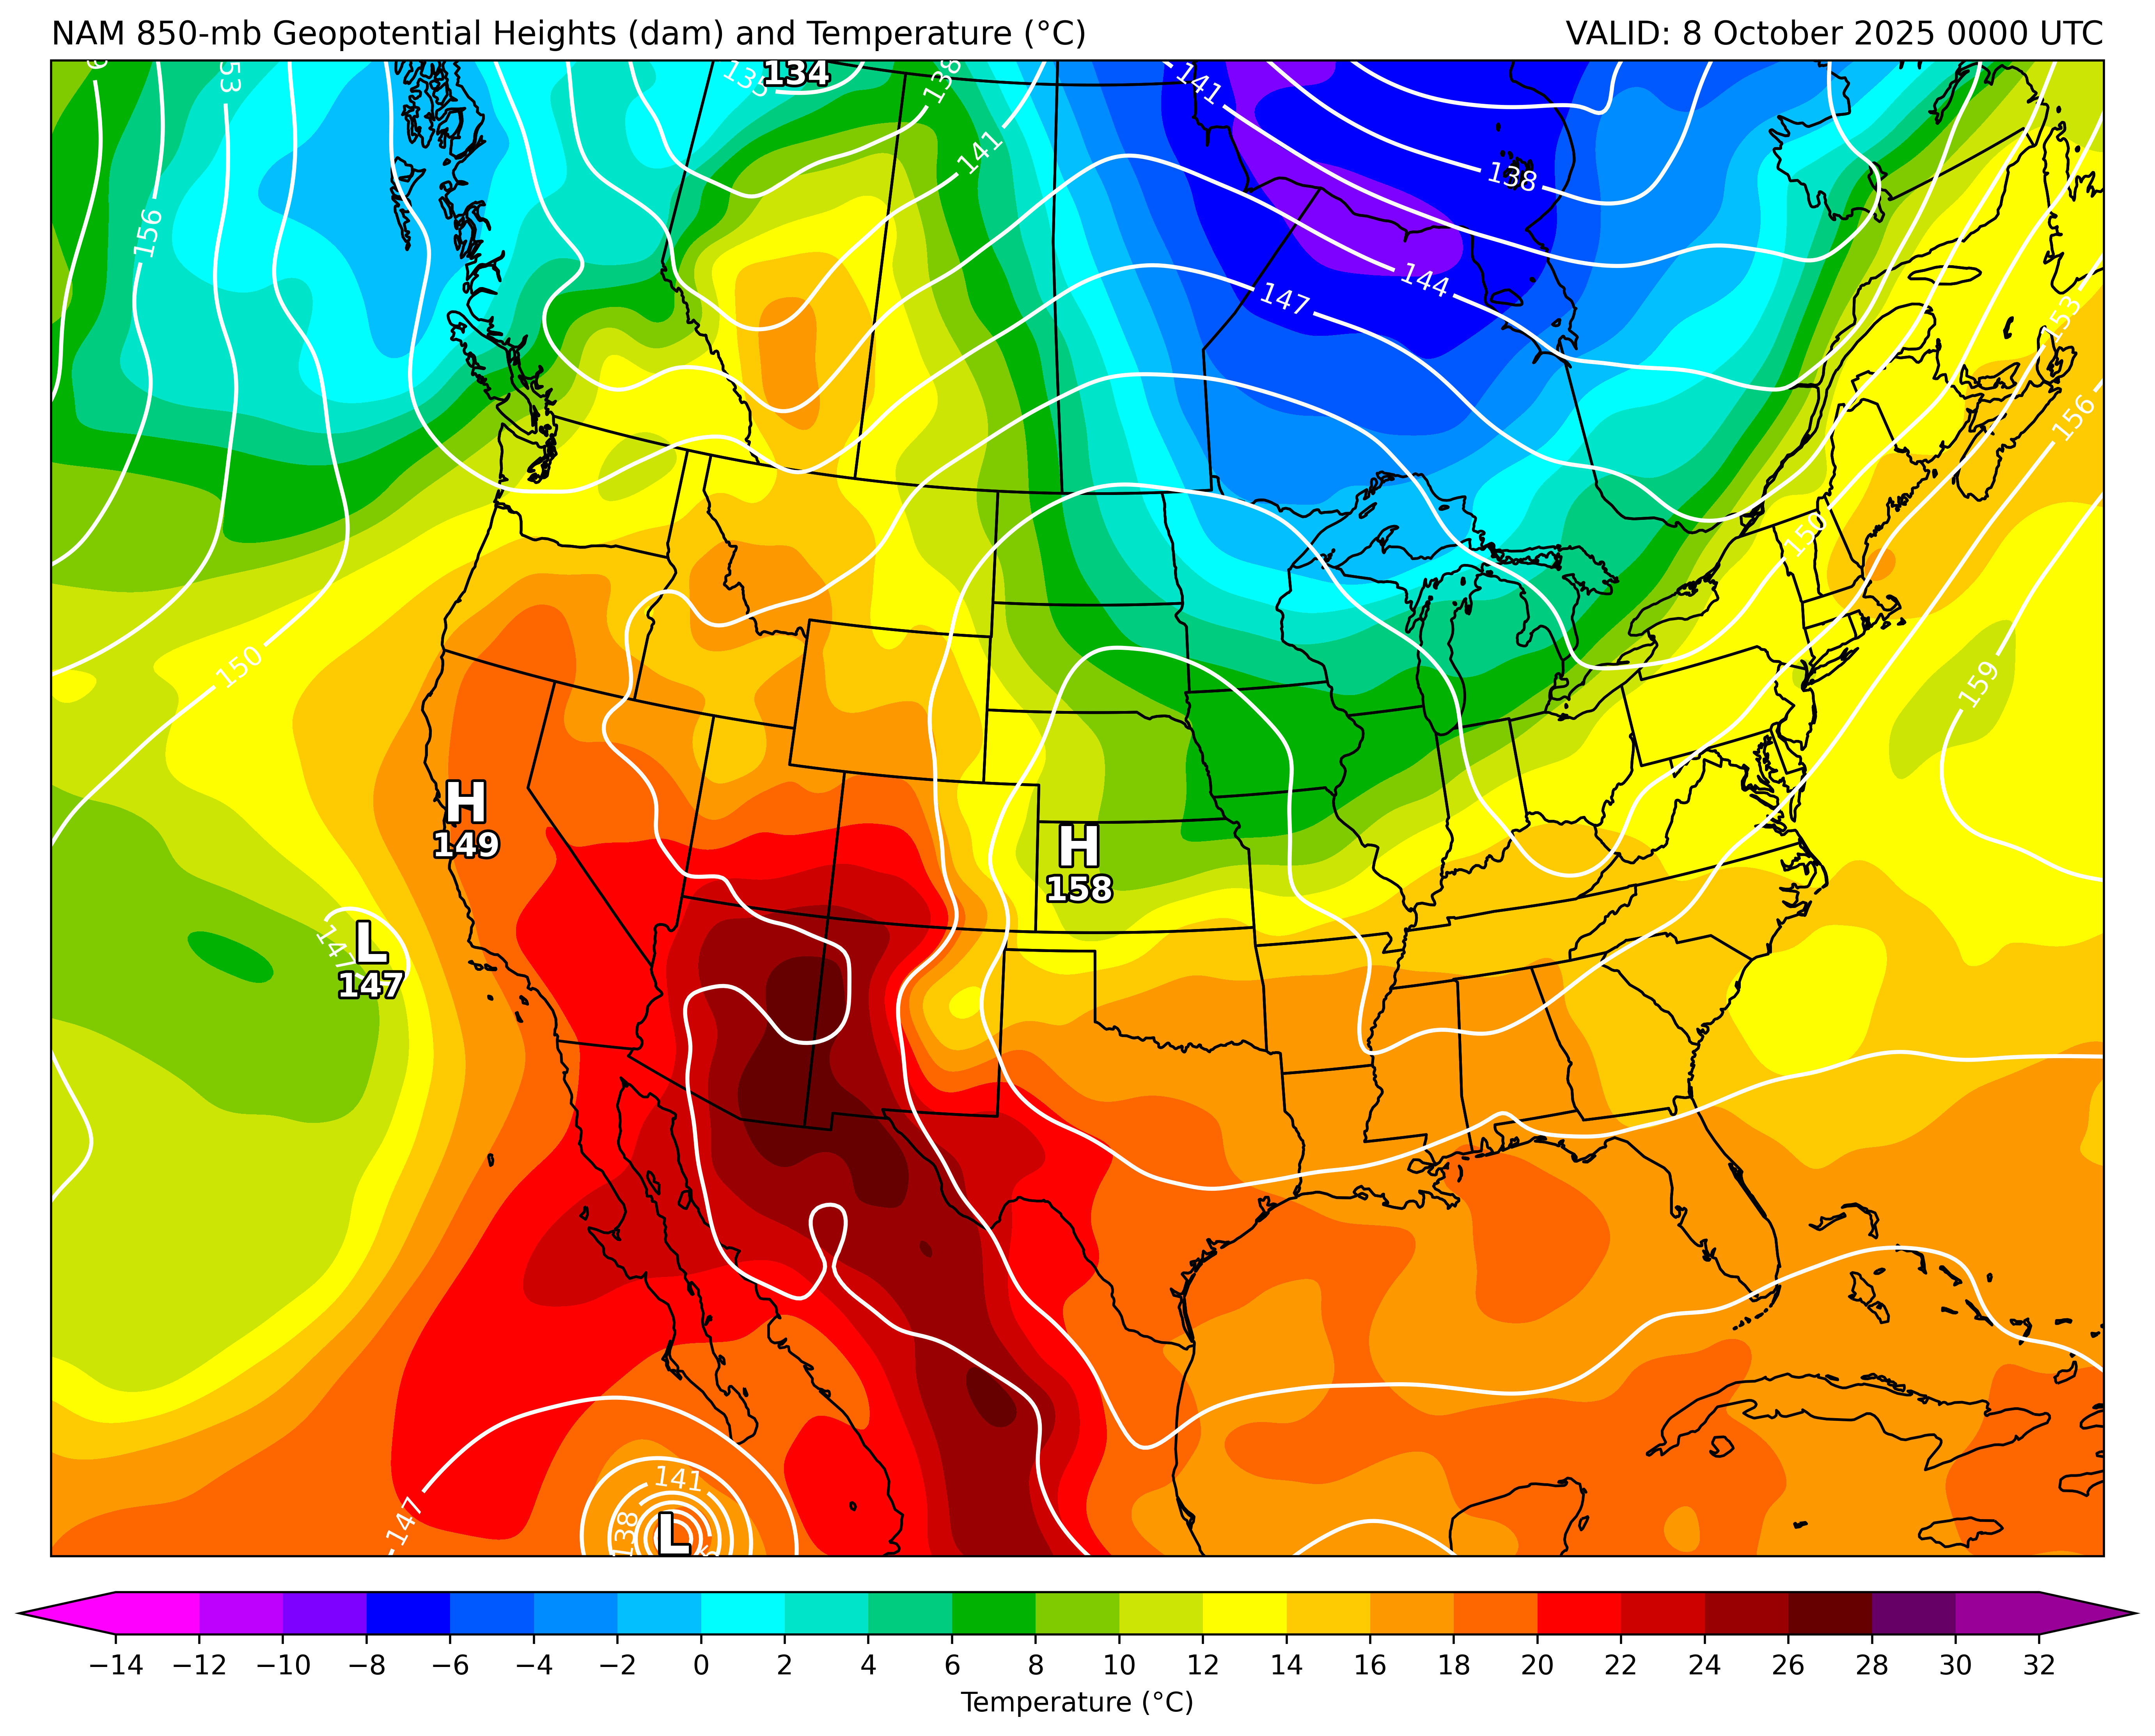 NAM 850-mb Geopotential Heights (dam) and Temperature (°C)
VALID: 8 October 2025 0000 UTC
134
138
141
141
138
156
144
147
153
156
150
150
159
H
149
H
158
147
L
147
141
138
147
L
−14 −12 −10 −8 −6 −4 −2 0 2 4 6 8 10 12 14 16 18 20 22 24 26 28 30 32
Temperature (°C)